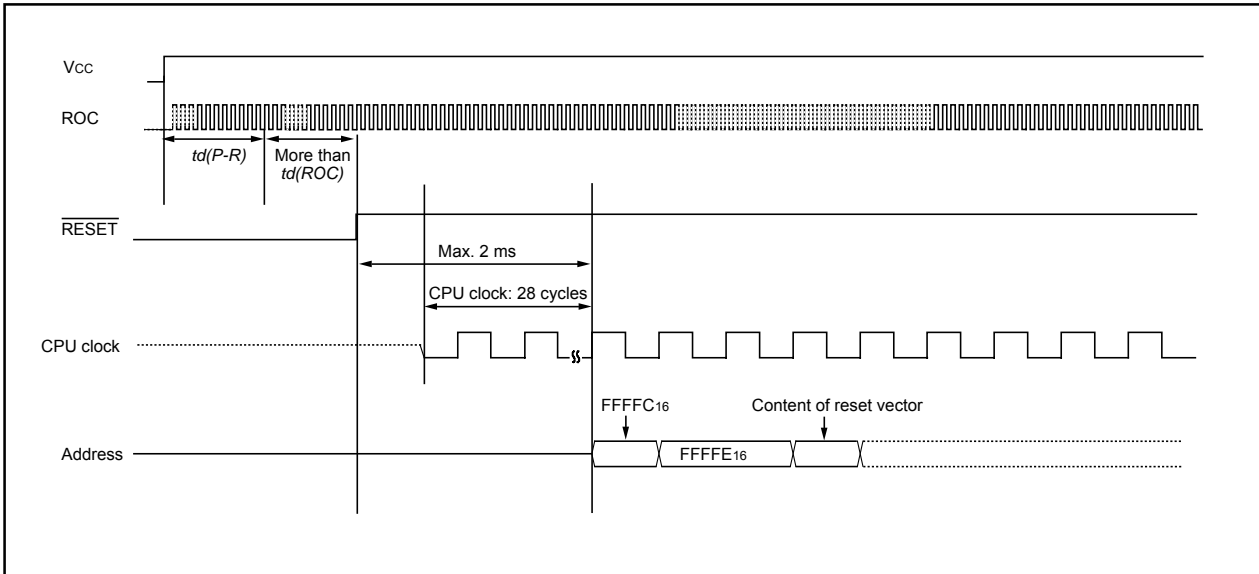 VCC
ROC
td(P-R)
More than
td(ROC)
RESET
Max. 2 ms
CPU clock: 28 cycles
CPU clock
FFFFC16
Content of reset vector
Address
FFFFE16